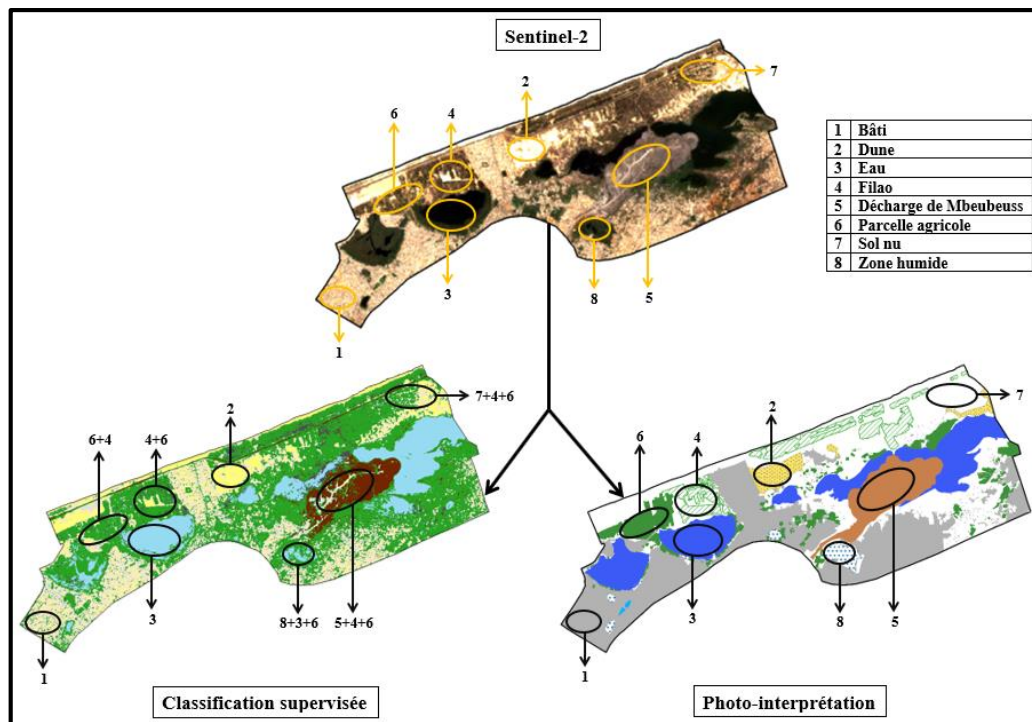 Sentinel-2
7
2
6
4
1 Bâti
2 Dune
3 Eau
4 Filao
5 Décharge de Mbeubeuss
6 Parcelle agricole
7 Sol nu
8 Zone humide
3
8
5
1
7+4+6
2
4+6
6+4
3
8+3+6
5+4+6
1
Classification supervisée
7
2
4
6
3
8
5
1
Photo-interprétation